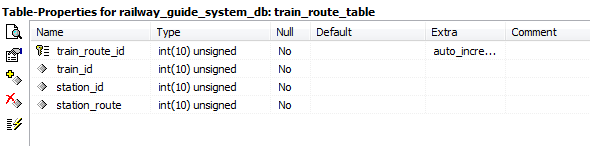 Table-Properties for railway_guide_system_db: train_route_table
Name Type Null Default Extra Comment
train_route_id int(10) unsigned No auto_incre...
train_id int(10) unsigned No
station_id int(10) unsigned No
station_route int(10) unsigned No